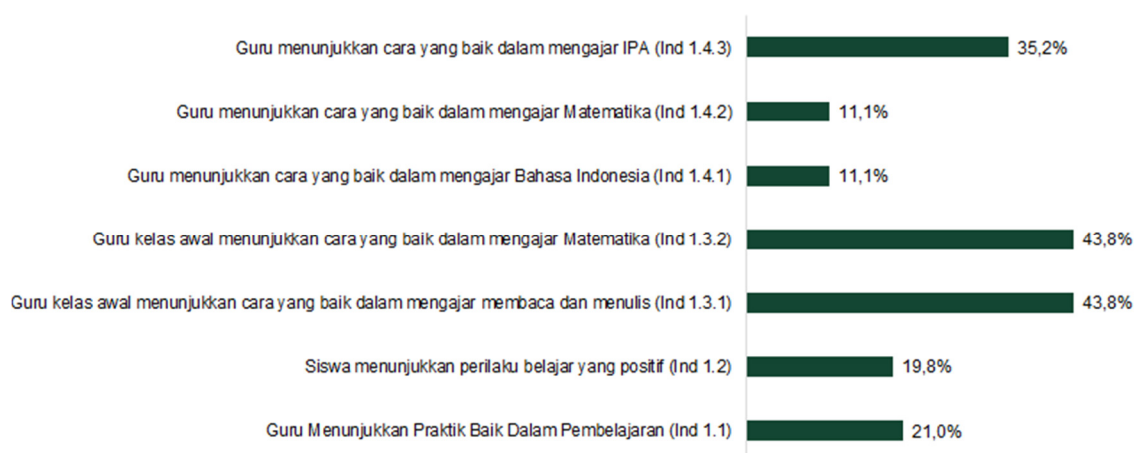 Guru menunjukkan cara yang baik dalam mengajar IPA (Ind 1.4.3) 35,2%
Guru menunjukkan cara yang baik dalam mengajar Matematika (Ind 1.4.2) 11,1%
Guru menunjukkan cara yang baik dalam mengajar Bahasa Indonesia (Ind 1.4.1) 11,1%
Guru kelas awal menunjukkan cara yang baik dalam mengajar Matematika (Ind 1.3.2) 43,8%
Guru kelas awal menunjukkan cara yang baik dalam mengajar membaca dan menulis (Ind 1.3.1) 43,8%
Siswa menunjukkan perilaku belajar yang positif (Ind 1.2) 19,8%
Guru Menunjukkan Praktik Baik Dalam Pembelajaran (Ind 1.1) 21,0%